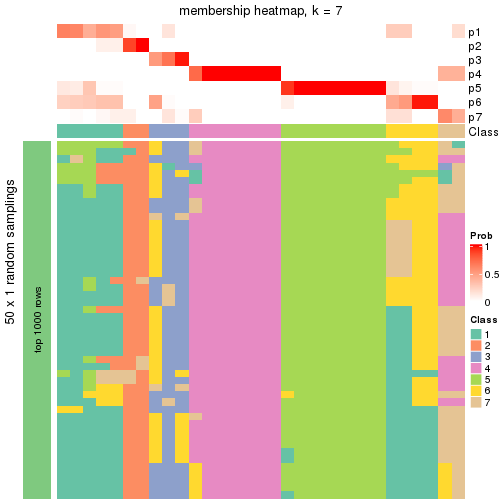 membership heatmap, k = 7
p1
p2
p3
p4
p5
p6
p7
Class
50 x 1 random samplings
top 1000 rows
Prob
1
0.5
0
Class
1
2
3
4
5
6
7